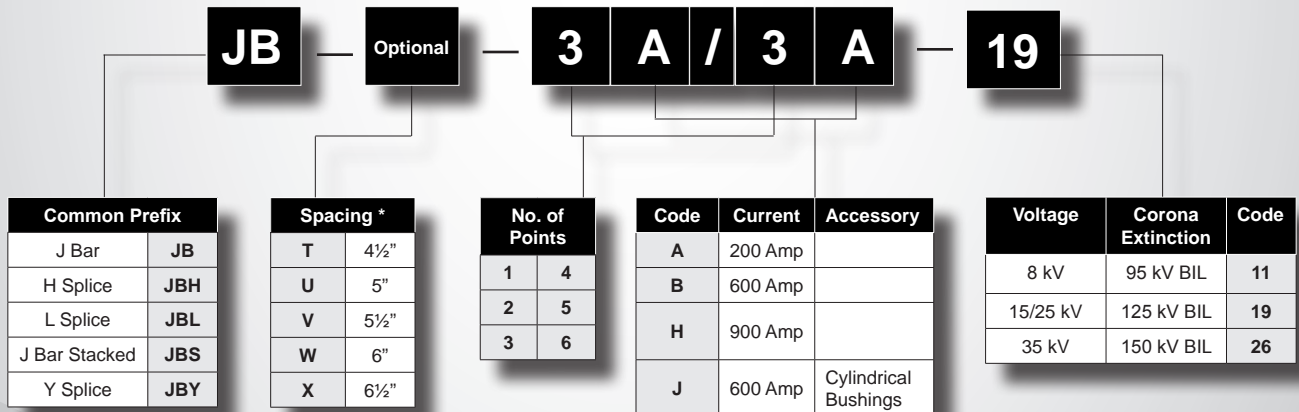 JB — Optional — 3 A / 3 A — 19
Common Prefix
J Bar JB
H Splice JBH
L Splice JBL
J Bar Stacked JBS
Y Splice JBY
Spacing *
T 4½”
U 5”
V 5½”
W 6”
X 6½”
No. of
Points
1 4
2 5
3 6
Code Current Accessory
A 200 Amp
B 600 Amp
H 900 Amp
J 600 Amp Cylindrical
Bushings
Voltage Corona Code
Extinction
8 kV 95 kV BIL 11
15/25 kV 125 kV BIL 19
35 kV 150 kV BIL 26